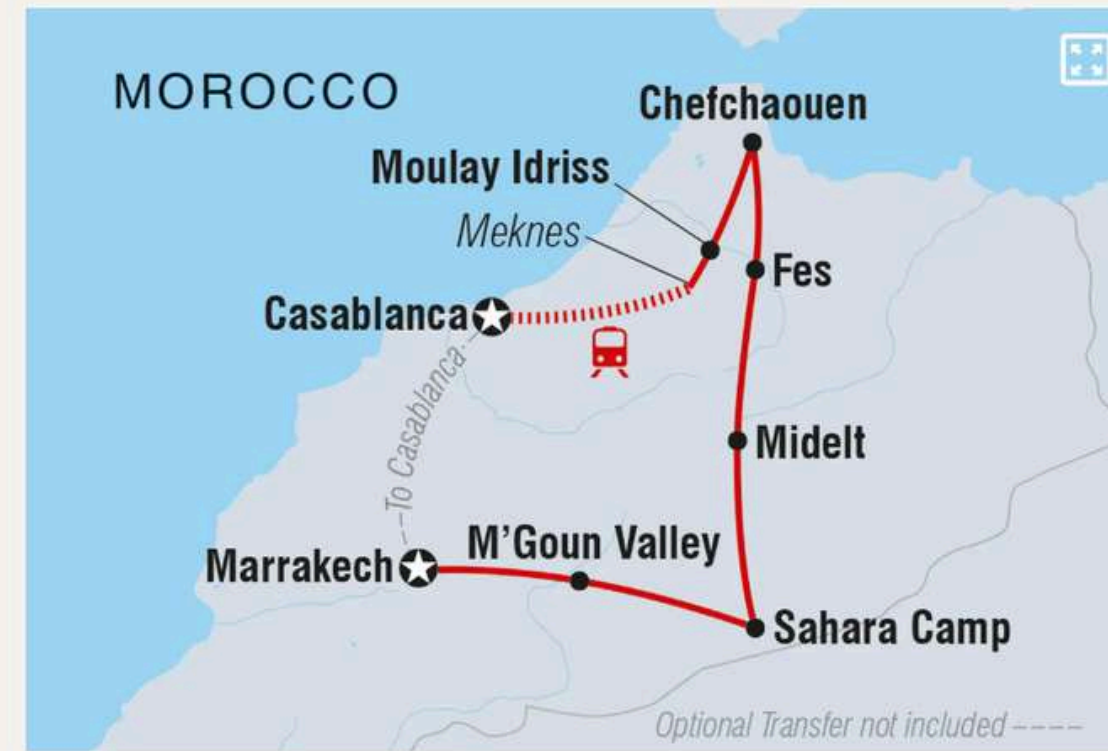 MOROCCO
Chefchaouen
Moulay Idriss
Meknes
Fes
Casablanca
To Casablanca
Midelt
M'Goun Valley
Marrakech
Sahara Camp
Optional Transfer not included ----